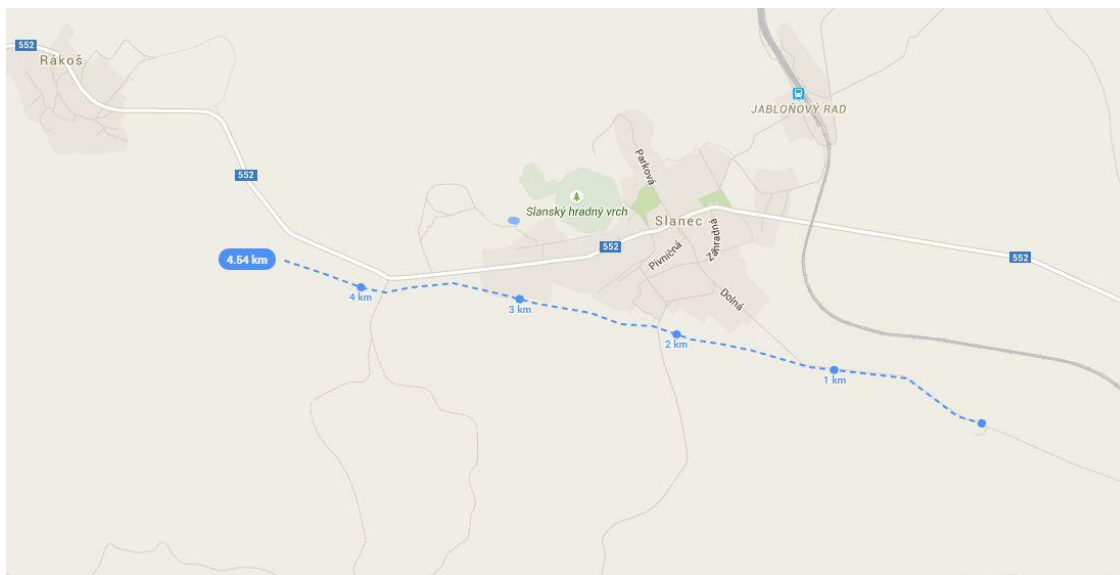 552
Rákoš
JABLOŇOVÝ RAD
Parková
552
Slanský hradný vrch
Slanec
Záhradná
552
Pivničná
552
4.54 km
Dolná
4 km
3 km
2 km
1 km